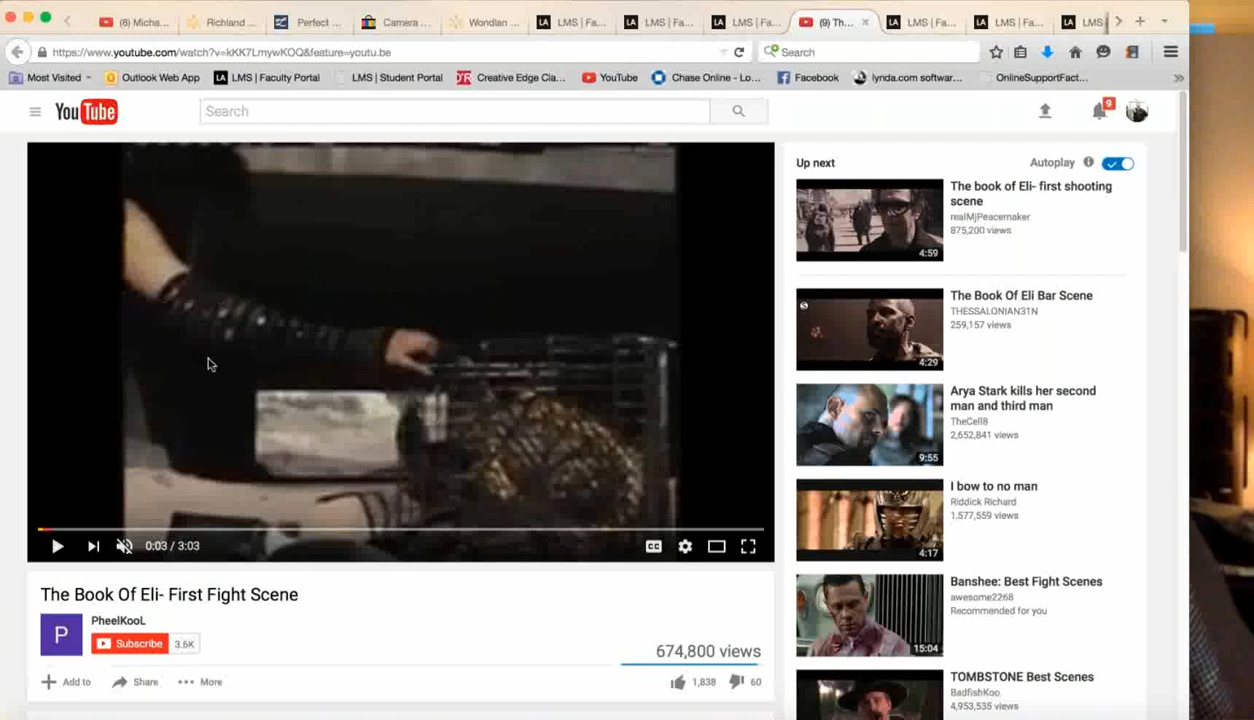 (6) Micha...
Richland ...
Perfect ...
Camera ...
Wondlan ...
LMS | Fa...
LMS | Fa...
LMS | Fa...
(9) Th...
LMS | Fa...
LMS | Fa...
LMS
https://www.youtube.com/watch?v=kKK7LmywKOQ&feature=youtu.be
Search
Most Visited
Outlook Web App
LMS | Faculty Portal
LMS | Student Portal
Creative Edge Cla...
YouTube
Chase Online - Lo...
Facebook
lynda.com softwar...
OnlineSupportFact...
YouTube
Search
9
Up next
Autoplay
The book of Eli- first shooting
scene
realMjPeacemaker
875,200 views
4:59
The Book Of Eli Bar Scene
THESSALONIAN31N
259,157 views
4:29
Arya Stark kills her second
man and third man
TheCell8
2,652,841 views
9:55
I bow to no man
Riddick Richard
1,577,559 views
4:17
Banshee: Best Fight Scenes
awesome2268
Recommended for you
15:04
TOMBSTONE Best Scenes
BadfishKoo
4,953,535 views
0:03 / 3:03
CC
The Book Of Eli- First Fight Scene
P
PheelKooL
Subscribe 3.6K
674,800 views
Add to
Share
More
1,838
60